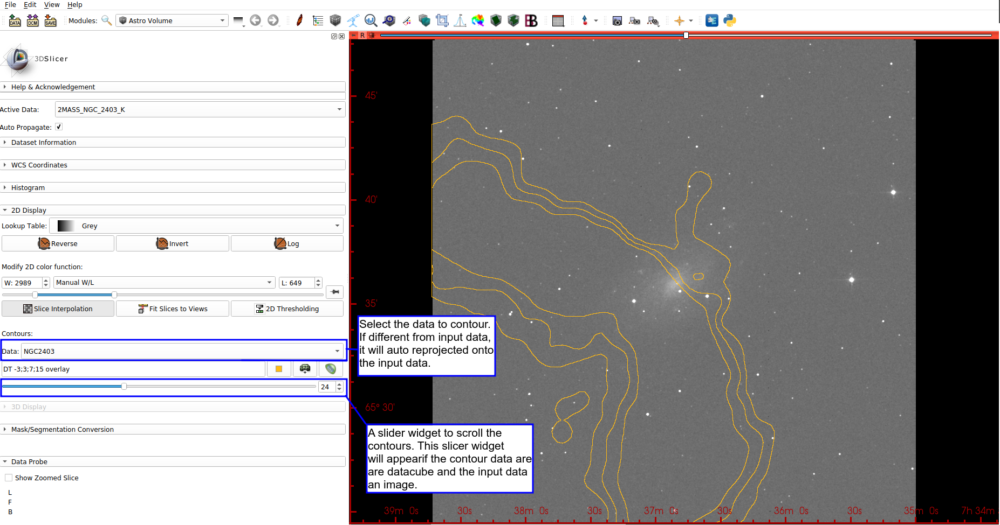 File Edit View Help
DATA DCM SAVE Modules: Astro Volume
R
3DSlicer
Help & Acknowledgement
Active Data: 2MASS_NGC_2403_K
Auto Propagate:
Dataset Information
WCS Coordinates
Histogram
2D Display
Lookup Table: Grey
Reverse Invert Log
Modify 2D color function:
W: 2989 Manual W/L L: 649
Slice Interpolation Fit Slices to Views 2D Thresholding
Contours:
Data: NGC2403
DT -3;3;7;15 overlay
24
3D Display
Mask/Segmentation Conversion
Data Probe
Show Zoomed Slice
L
F
B
45'
40'
35'
Select the data to contour.
If different from input data,
it will auto reprojected onto
the input data.
65° 30'
A slider widget to scroll the
contours. This slicer widget
will appearif the contour data are
are datacube and the input data
an image.
39m 0s 30s 38m 0s 30s 37m 0s 30s 36m 0s 30s 35m 0s 7h 34m